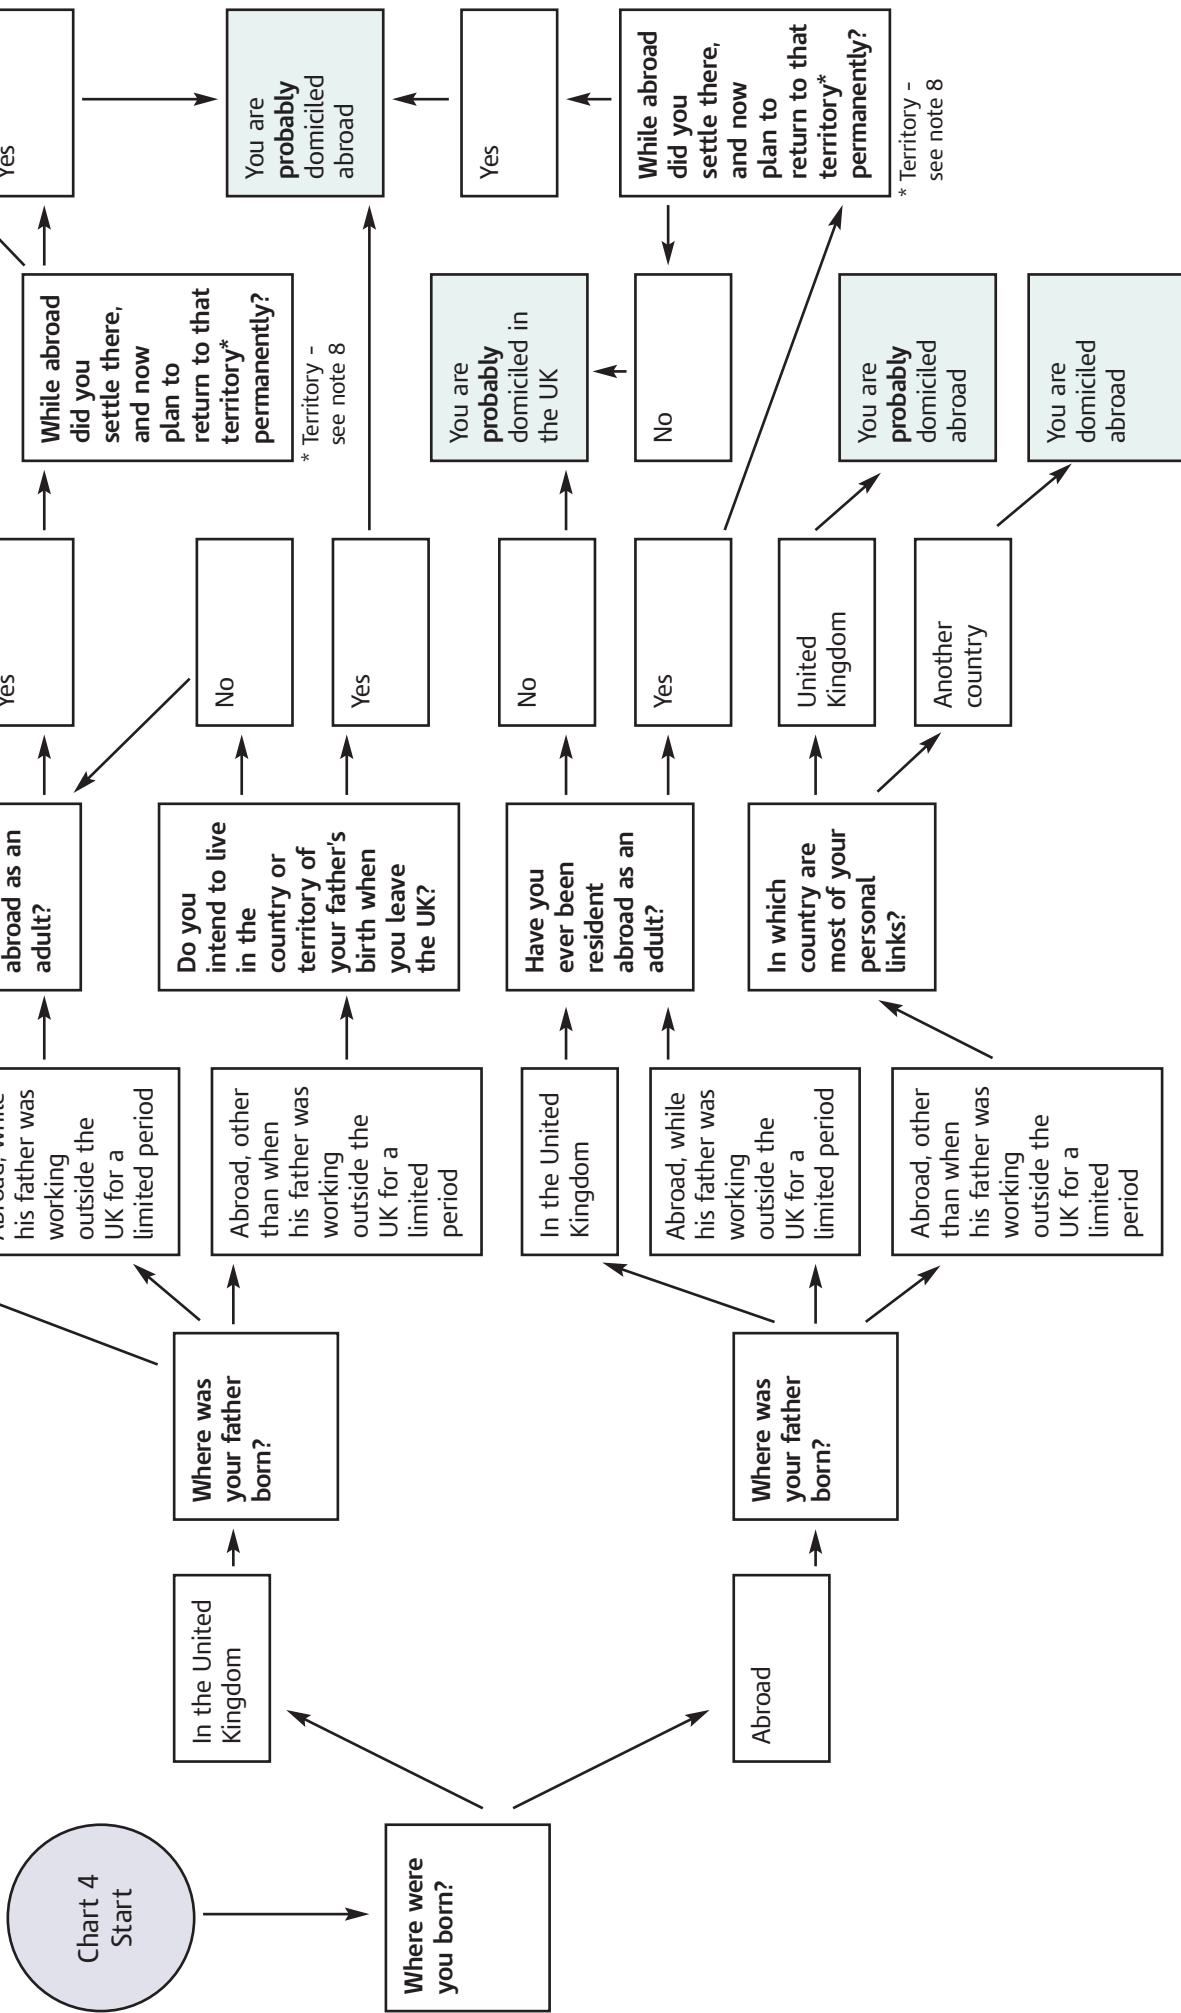 Chart 4
Start
Where were
you born?
In the United
Kingdom
Abroad
Where was
your father
born?
Where was
your father
born?
his father was
working
outside the
UK for a
limited period
Abroad, other
than when
his father was
working
outside the
UK for a
limited
period
In the United
Kingdom
Abroad, while
his father was
working
outside the
UK for a
limited period
Abroad, other
than when
his father was
working
outside the
UK for a
limited
period
abroad as an
adult?
Do you
intend to live
in the
country or
territory of
your father's
birth when
you leave
the UK?
Have you
ever been
resident
abroad as an
adult?
In which
country are
most of your
personal
links?
Yes
No
Yes
No
Yes
United
Kingdom
Another
country
While abroad
did you
settle there,
and now
plan to
return to that
territory*
permanently?
* Territory -
see note 8
You are
probably
domiciled in
the UK
No
You are
probably
domiciled
abroad
You are
domiciled
abroad
Yes
You are
probably
domiciled
abroad
Yes
While abroad
did you
settle there,
and now
plan to
return to that
territory*
permanently?
* Territory -
see note 8